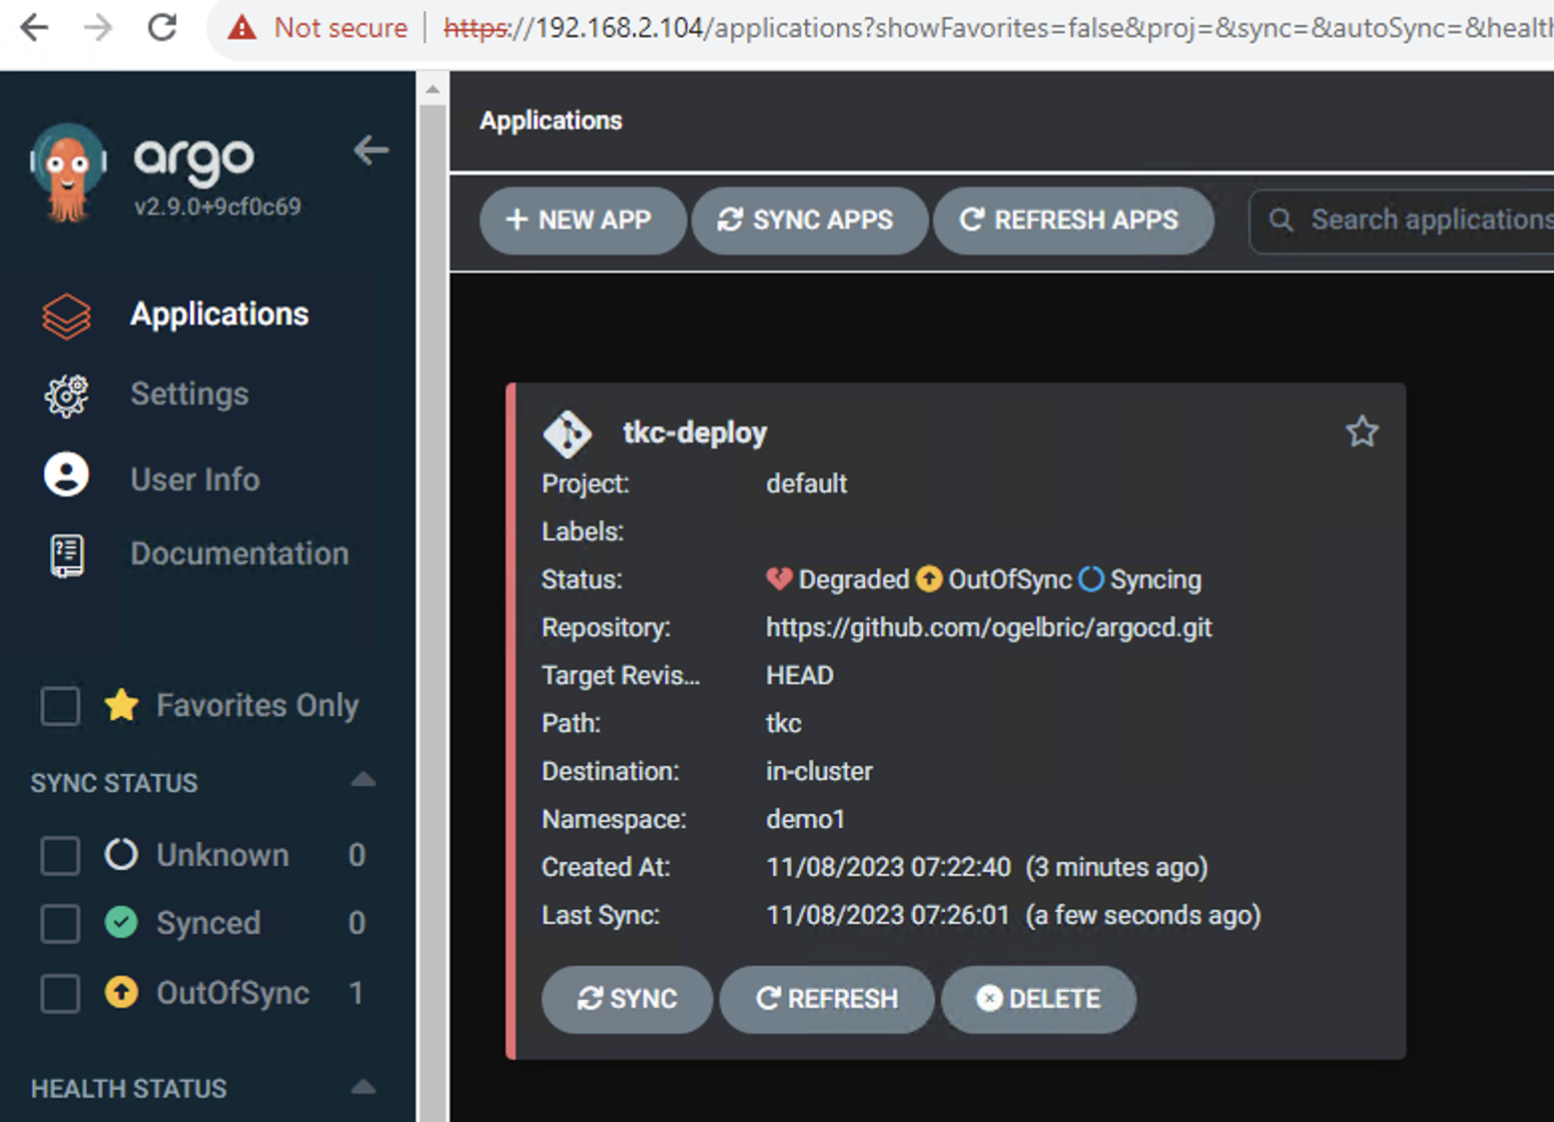 Not secure https://192.168.2.104/applications?showFavorites=false&proj=&sync=&autoSync=&health
argo
v2.9.0+9cf0c69
Applications
Settings
User Info
Documentation
Favorites Only
SYNC STATUS
Unknown 0
Synced 0
OutOfSync 1
HEALTH STATUS
Applications
+ NEW APP SYNC APPS REFRESH APPS Search applications
tkc-deploy
Project: default
Labels:
Status: Degraded OutOfSync Syncing
Repository: https://github.com/ogelbric/argocd.git
Target Revis... HEAD
Path: tkc
Destination: in-cluster
Namespace: demo1
Created At: 11/08/2023 07:22:40 (3 minutes ago)
Last Sync: 11/08/2023 07:26:01 (a few seconds ago)
SYNC REFRESH DELETE